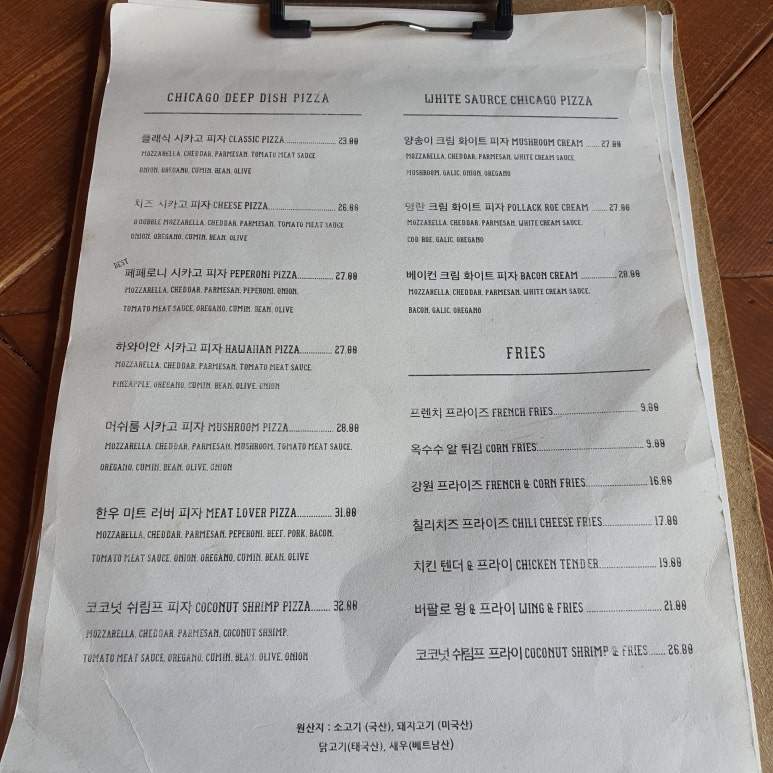 CHICAGO DEEP DISH PIZZA
클래식 시카고 피자 CLASSIC PIZZA 23.00
MOZZARELLA, CHEDDAR, PARMESAN, TOMATO MEAT SAUCE
ONION, OREGANO, CUMIN, BEAN, OLIVE
치즈 시카고 피자 CHEESE PIZZA 26.00
DOUBBLE MOZZARELLA, CHEDDAR, PARMESAN, TOMATO MEAT SAUCE
ONION, OREGANO, CUMIN, BEAN, OLIVE
BEST
페페로니 시카고 피자 PEPERONI PIZZA 27.00
MOZZARELLA, CHEDDAR, PARMESAN, PEPERONI, ONION,
TOMATO MEAT SAUCE, OREGANO, CUMIN, BEAN, OLIVE
하와이안 시카고 피자 HAWAIIAN PIZZA 27.00
MOZZARELLA, CHEDDAR, PARMESAN, TOMATO MEAT SAUCE,
PINEAPPLE, OREGANO, CUMIN, BEAN, OLIVE, ONION
머쉬룸 시카고 피자 MUSHROOM PIZZA 28.00
MOZZARELLA, CHEDDAR, PARMESAN, MUSHROOM, TOMATO MEAT SAUCE,
OREGANO, CUMIN, BEAN, OLIVE, ONION
한우 미트 러버 피자 MEAT LOVER PIZZA 31.00
MOZZARELLA, CHEDDAR, PARMESAN, PEPERONI, BEEF, PORK, BACON,
TOMATO MEAT SAUCE, ONION, OREGANO, CUMIN, BEAN, OLIVE
코코넛 쉬림프 피자 COCONUT SHRIMP PIZZA 32.00
MOZZARELLA, CHEDDAR, PARMESAN, COCONUT SHRIMP,
TOMATO MEAT SAUCE, OREGANO, CUMIN, BEAN, OLIVE, ONION
WHITE SAURCE CHICAGO PIZZA
양송이 크림 화이트 피자 MUSHROOM CREAM 27.00
MOZZARELLA, CHEDDAR, PARMESAN, WHITE CREAM SAUCE,
MUSHROOM, GALIC, ONION, OREGANO
명란 크림 화이트 피자 POLLACK ROE CREAM 27.00
MOZZARELLA, CHEDDAR, PARMESAN, WHITE CREAM SAUCE,
COD ROE, GALIC, OREGANO
베이컨 크림 화이트 피자 BACON CREAM 28.00
MOZZARELLA, CHEDDAR, PARMESAN, WHITE CREAM SAUCE,
BACON, GALIC, OREGANO
FRIES
프렌치 프라이즈 FRENCH FRIES 9.00
옥수수 알 튀김 CORN FRIES 9.00
강원 프라이즈 FRENCH & CORN FRIES 16.00
칠리치즈 프라이즈 CHILI CHEESE FRIES 17.00
치킨 텐더 & 프라이 CHICKEN TENDER 19.00
버팔로 윙 & 프라이 WING & FRIES 21.00
코코넛 쉬림프 프라이 COCONUT SHRIMP & FRIES 26.00
원산지 : 소고기 (국산), 돼지고기 (미국산)
닭고기(태국산), 새우(베트남산)